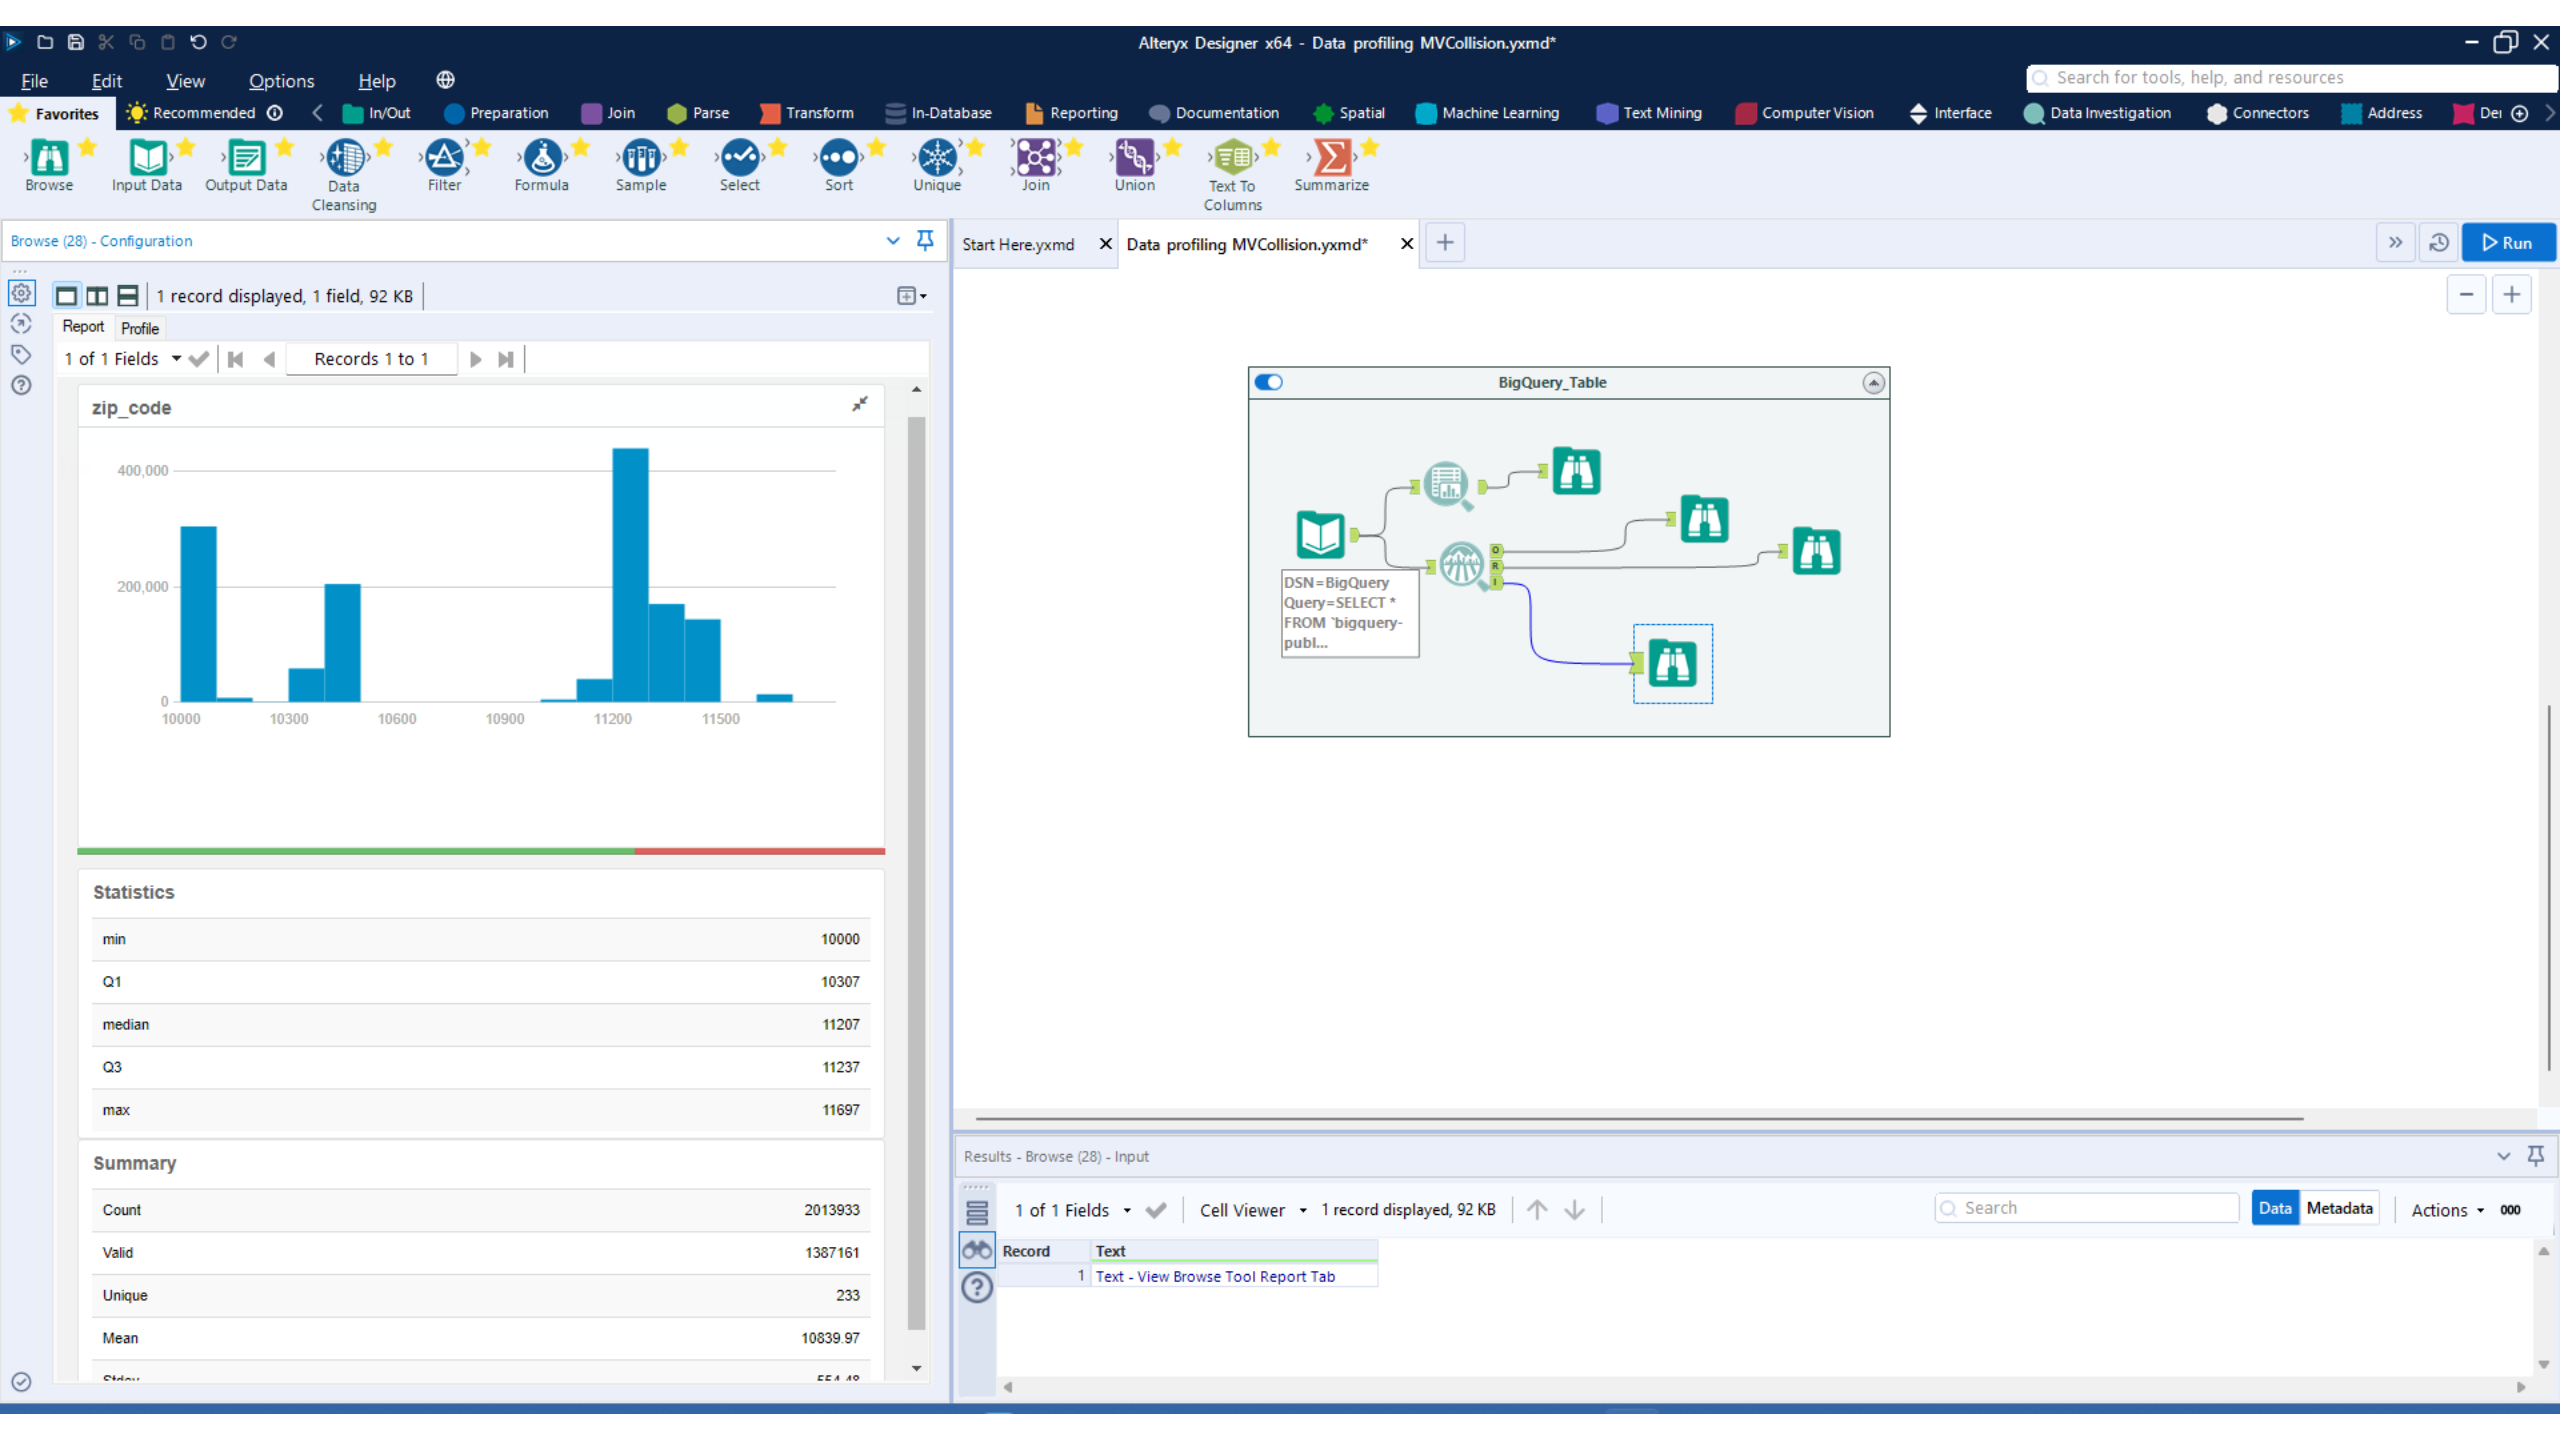 Alteryx Designer x64 - Data profiling MVCollision.yxmd*
File Edit View Options Help
Search for tools, help, and resources
Favorites Recommended In/Out Preparation Join Parse Transform In-Database Reporting Documentation Spatial Machine Learning Text Mining Computer Vision Interface Data Investigation Connectors Address Der
Browse Input Data Output Data Data Cleansing Filter Formula Sample Select Sort Unique Join Union Text To Columns Summarize
Browse (28) - Configuration
1 record displayed, 1 field, 92 KB
Report Profile
1 of 1 Fields Records 1 to 1
zip_code
400,000
200,000
0
10000 10300 10600 10900 11200 11500
Statistics
min 10000
Q1 10307
median 11207
Q3 11237
max 11697
Summary
Count 2013933
Valid 1387161
Unique 233
Mean 10839.97
Stdev 554.48
Start Here.yxmd Data profiling MVCollision.yxmd* Run
BigQuery_Table
O
R
I
DSN=BigQuery
Query=SELECT *
FROM `bigquery-
publ...
Results - Browse (28) - Input
1 of 1 Fields Cell Viewer 1 record displayed, 92 KB Search Data Metadata Actions 000
Record Text
1 Text - View Browse Tool Report Tab